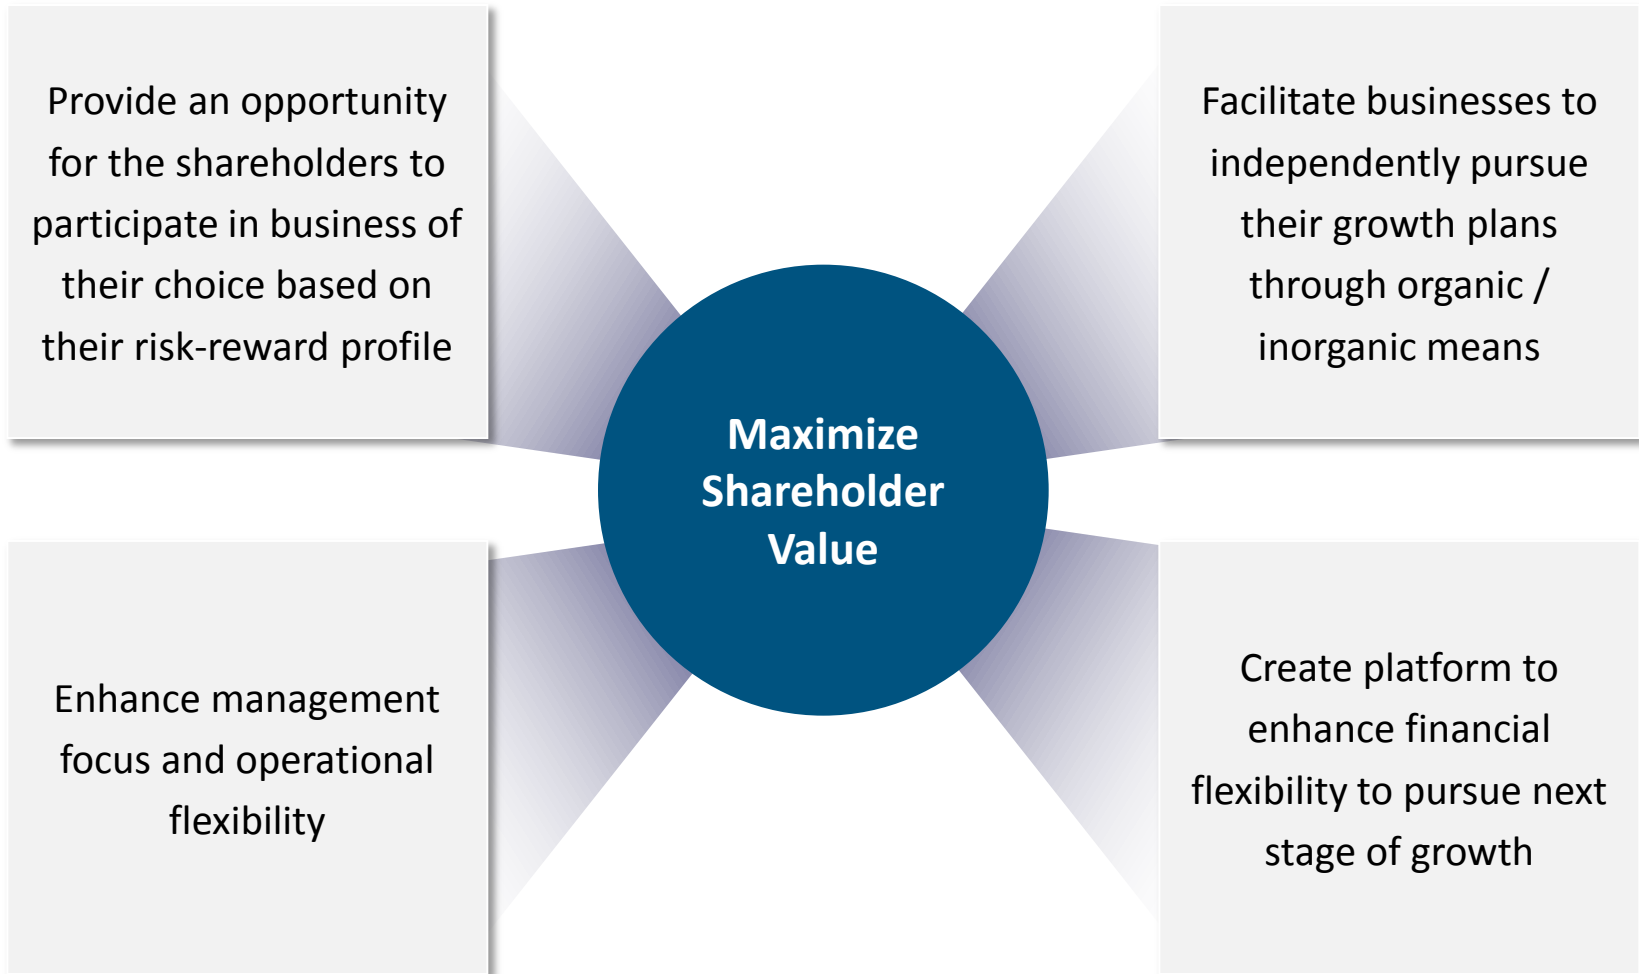 Provide an opportunity
for the shareholders to
participate in business of
their choice based on
their risk-reward profile
Facilitate businesses to
independently pursue
their growth plans
through organic /
inorganic means
Maximize
Shareholder
Value
Enhance management
focus and operational
flexibility
Create platform to
enhance financial
flexibility to pursue next
stage of growth